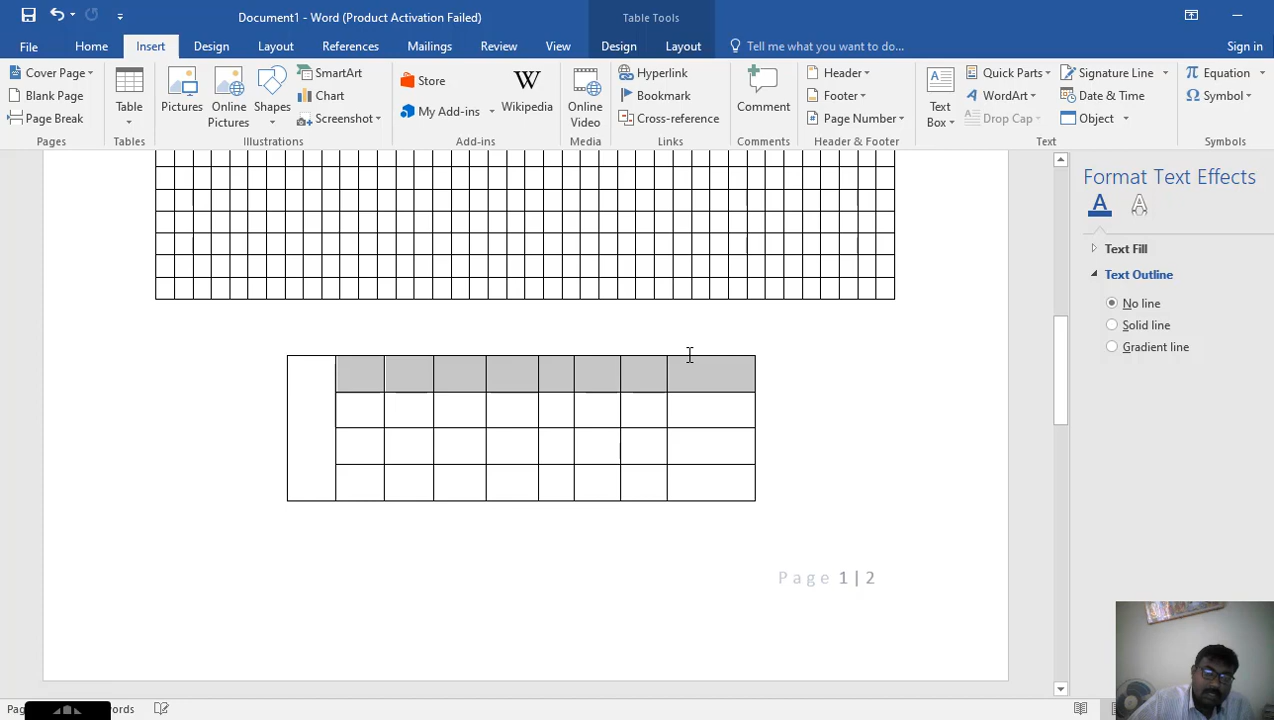 Document1 - Word (Product Activation Failed)
Table Tools
File Home Insert Design Layout References Mailings Review View Design Layout Tell me what you want to do... Sign in
Cover Page
Blank Page
Page Break
Pages
Table
Tables
Pictures
Online Pictures
Shapes
SmartArt
Chart
Screenshot
Illustrations
Store
My Add-ins
W
Wikipedia
Add-ins
Online Video
Media
Hyperlink
Bookmark
Cross-reference
Links
Comment
Comments
Header
Footer
Page Number
Header & Footer
Text Box
Quick Parts
WordArt
Drop Cap
Signature Line
Date & Time
Object
Text
π Equation
Ω Symbol
Symbols
Format Text Effects
A A
Text Fill
Text Outline
No line
Solid line
Gradient line
Page 1 | 2